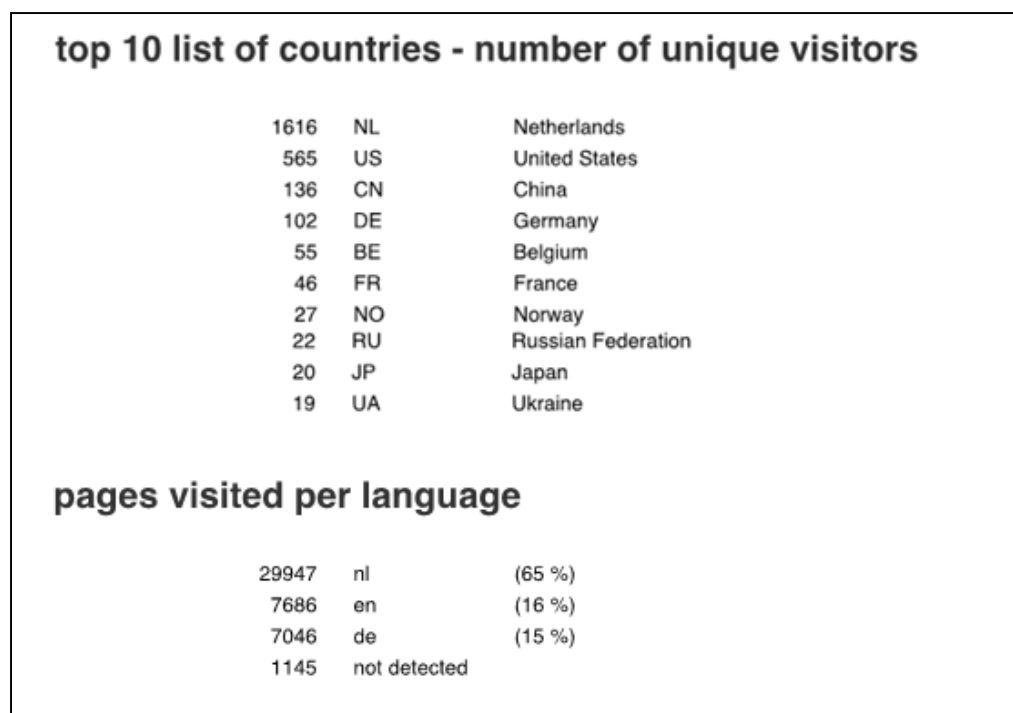 top 10 list of countries - number of unique visitors
1616 NL Netherlands
565 US United States
136 CN China
102 DE Germany
55 BE Belgium
46 FR France
27 NO Norway
22 RU Russian Federation
20 JP Japan
19 UA Ukraine
pages visited per language
29947 nl (65 %)
7686 en (16 %)
7046 de (15 %)
1145 not detected